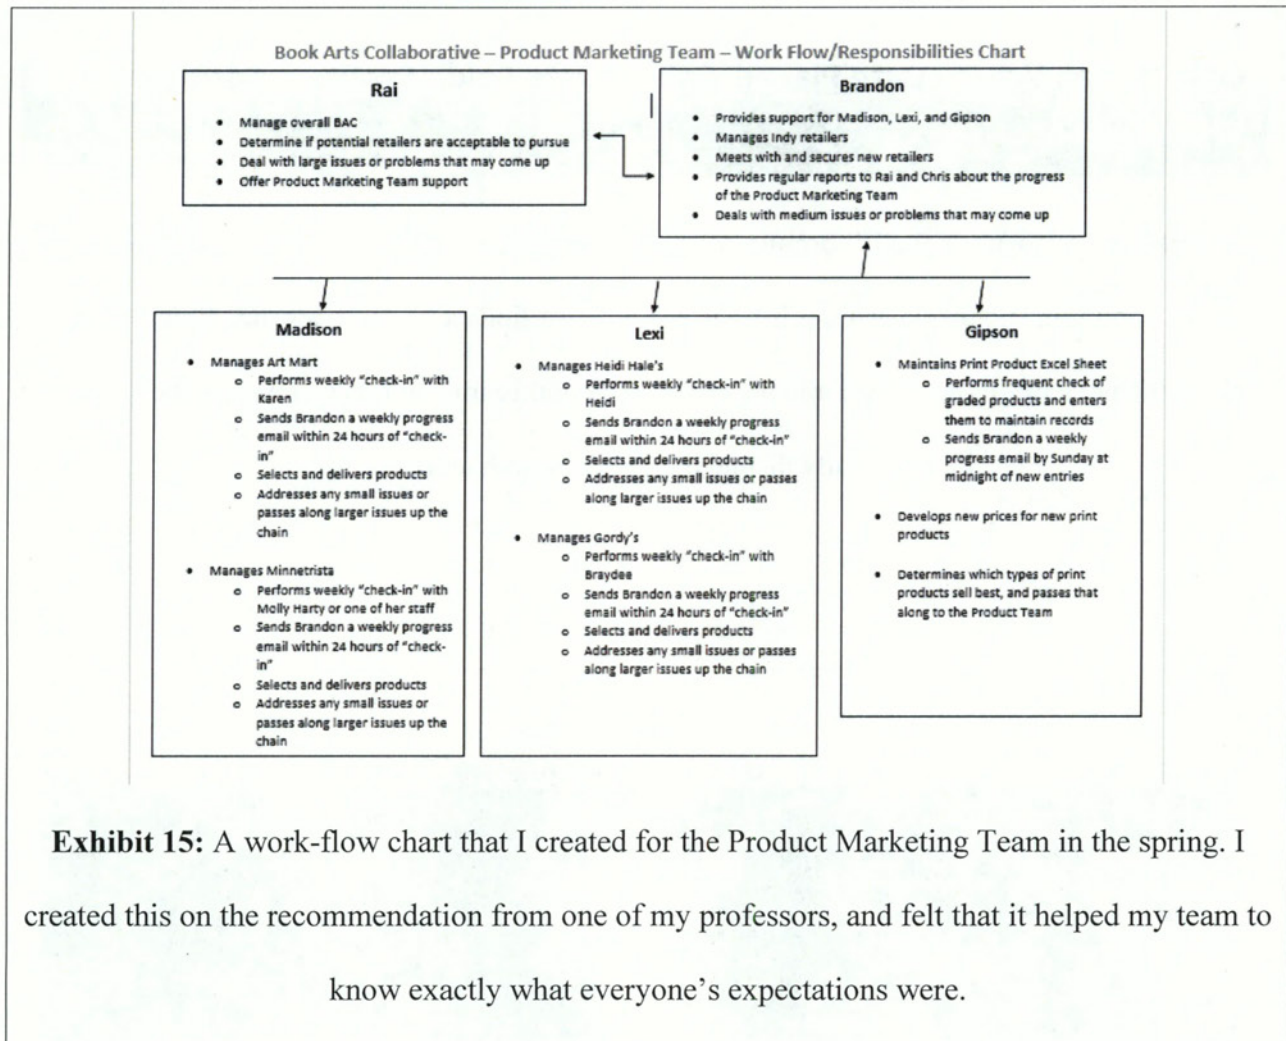 Book Arts Collaborative – Product Marketing Team – Work Flow/Responsibilities Chart
Rai
• Manage overall BAC
• Determine if potential retailers are acceptable to pursue
• Deal with large issues or problems that may come up
• Offer Product Marketing Team support
Brandon
• Provides support for Madison, Lexi, and Gipson
• Manages Indy retailers
• Meets with and secures new retailers
• Provides regular reports to Rai and Chris about the progress
of the Product Marketing Team
• Deals with medium issues or problems that may come up
Madison
• Manages Art Mart
o Performs weekly “check-in” with
Karen
o Sends Brandon a weekly progress
email within 24 hours of “check-
in”
o Selects and delivers products
o Addresses any small issues or
passes along larger issues up the
chain
• Manages Minnetrista
o Performs weekly “check-in” with
Molly Harty or one of her staff
o Sends Brandon a weekly progress
email within 24 hours of “check-
in”
o Selects and delivers products
o Addresses any small issues or
passes along larger issues up the
chain
Lexi
• Manages Heidi Hale’s
o Performs weekly “check-in” with
Heidi
o Sends Brandon a weekly progress
email within 24 hours of “check-in”
o Selects and delivers products
o Addresses any small issues or passes
along larger issues up the chain
• Manages Gordy’s
o Performs weekly “check-in” with
Braydee
o Sends Brandon a weekly progress
email within 24 hours of “check-in”
o Selects and delivers products
o Addresses any small issues or passes
along larger issues up the chain
Gipson
• Maintains Print Product Excel Sheet
o Performs frequent check of
graded products and enters
them to maintain records
o Sends Brandon a weekly
progress email by Sunday at
midnight of new entries
• Develops new prices for new print
products
• Determines which types of print
products sell best, and passes that
along to the Product Team
Exhibit 15: A work-flow chart that I created for the Product Marketing Team in the spring. I
created this on the recommendation from one of my professors, and felt that it helped my team to
know exactly what everyone’s expectations were.